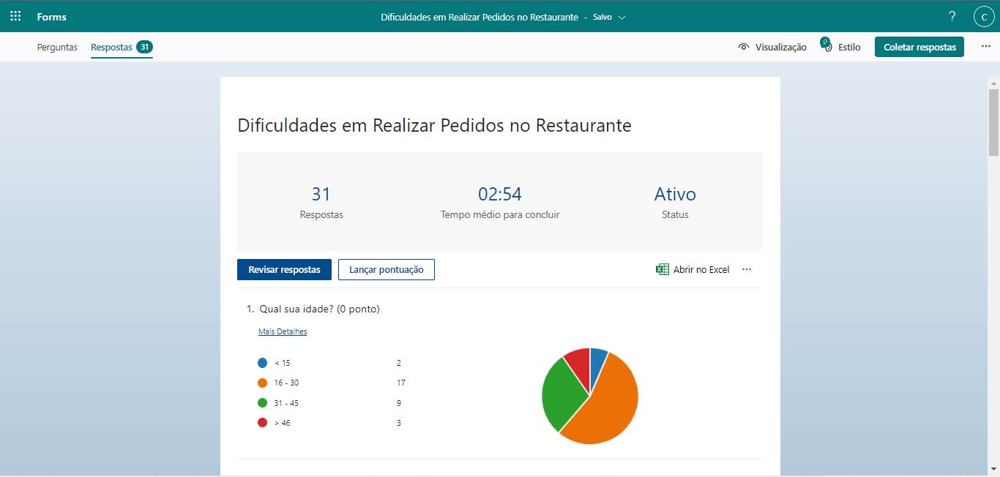 Forms
Dificuldades em Realizar Pedidos no Restaurante - Salvo
?
C
Perguntas
Respostas 31
Visualização
Estilo
Coletar respostas
Dificuldades em Realizar Pedidos no Restaurante
31
Respostas
02:54
Tempo médio para concluir
Ativo
Status
Revisar respostas
Lançar pontuação
Abrir no Excel
1. Qual sua idade? (0 ponto)
Mais Detalhes
< 15 2
16 - 30 17
31 - 45 9
> 46 3